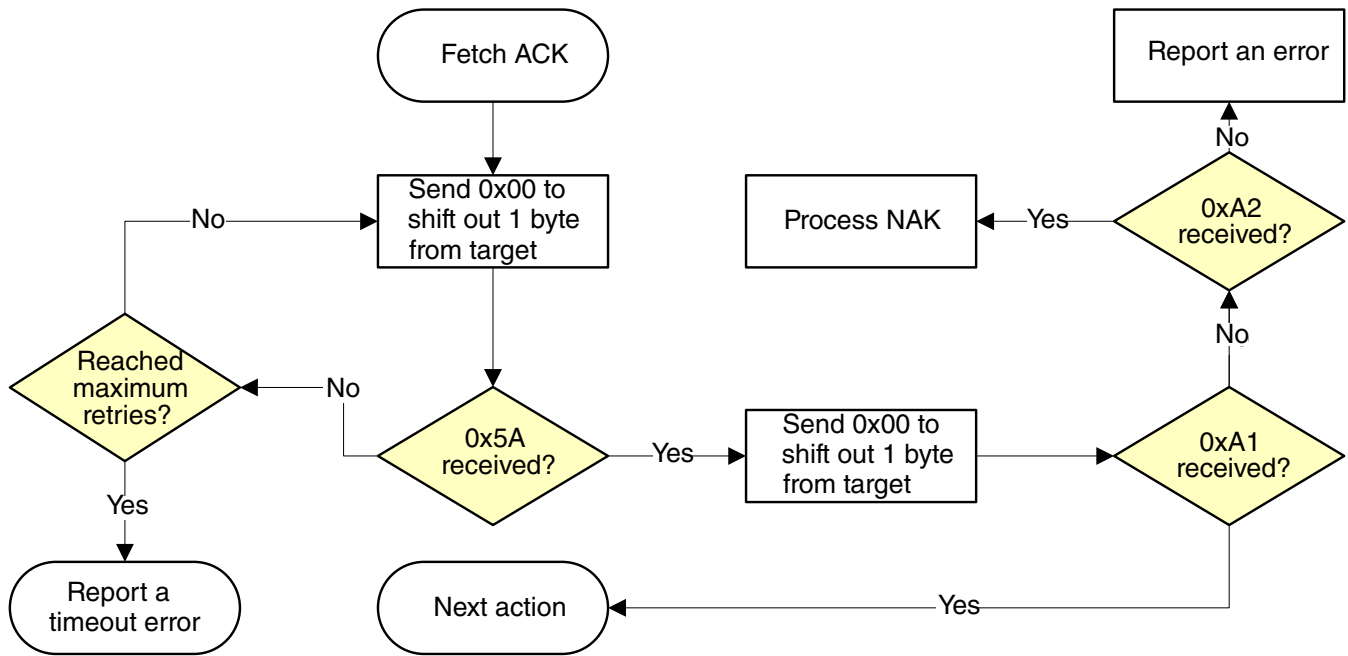 Fetch ACK
Report an error
No
Send 0x00 to
shift out 1 byte
from target
Process NAK
Yes
0xA2
received?
No
No
Reached
maximum
retries?
No
0x5A
received?
Yes
Send 0x00 to
shift out 1 byte
from target
0xA1
received?
Yes
Report a
timeout error
Next action
Yes